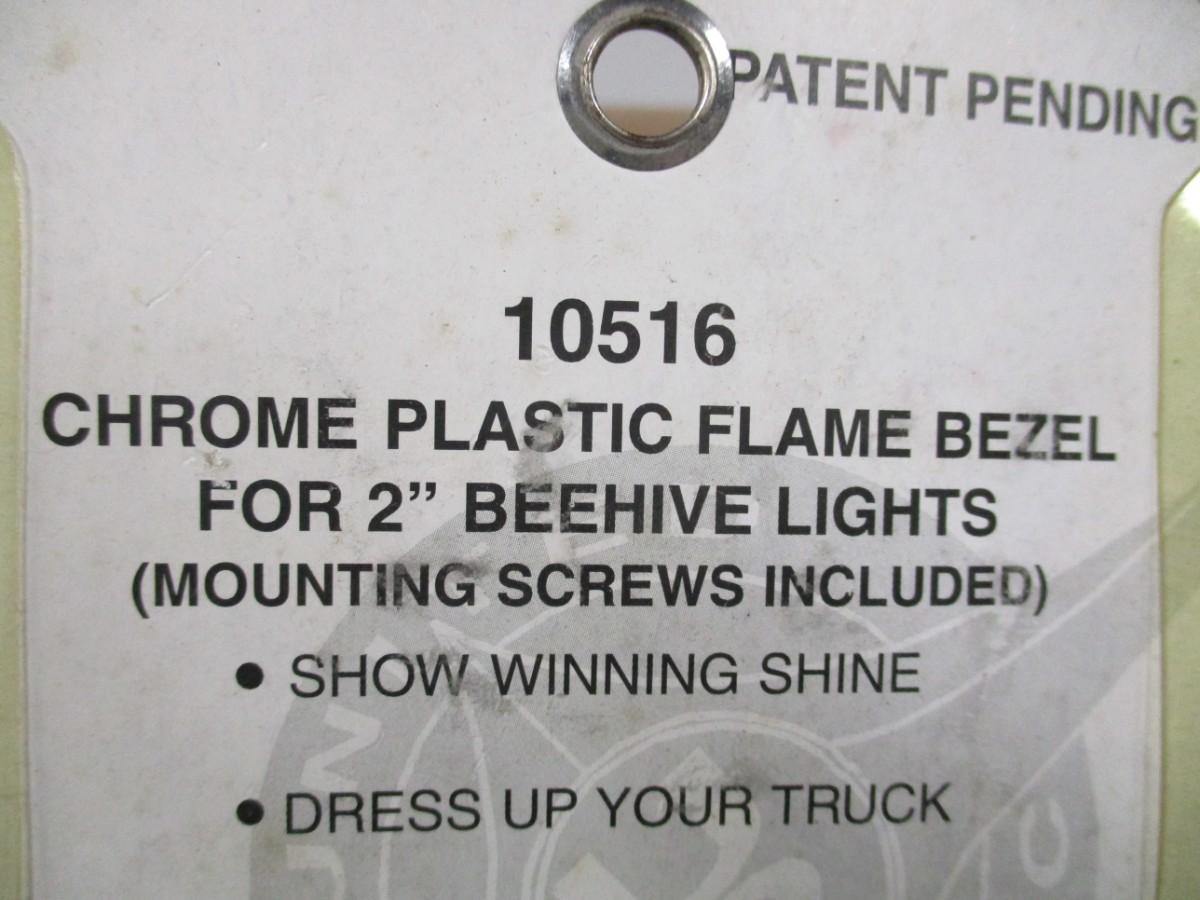 PATENT PENDING
10516
CHROME PLASTIC FLAME BEZEL
FOR 2” BEEHIVE LIGHTS
(MOUNTING SCREWS INCLUDED)
• SHOW WINNING SHINE
• DRESS UP YOUR TRUCK